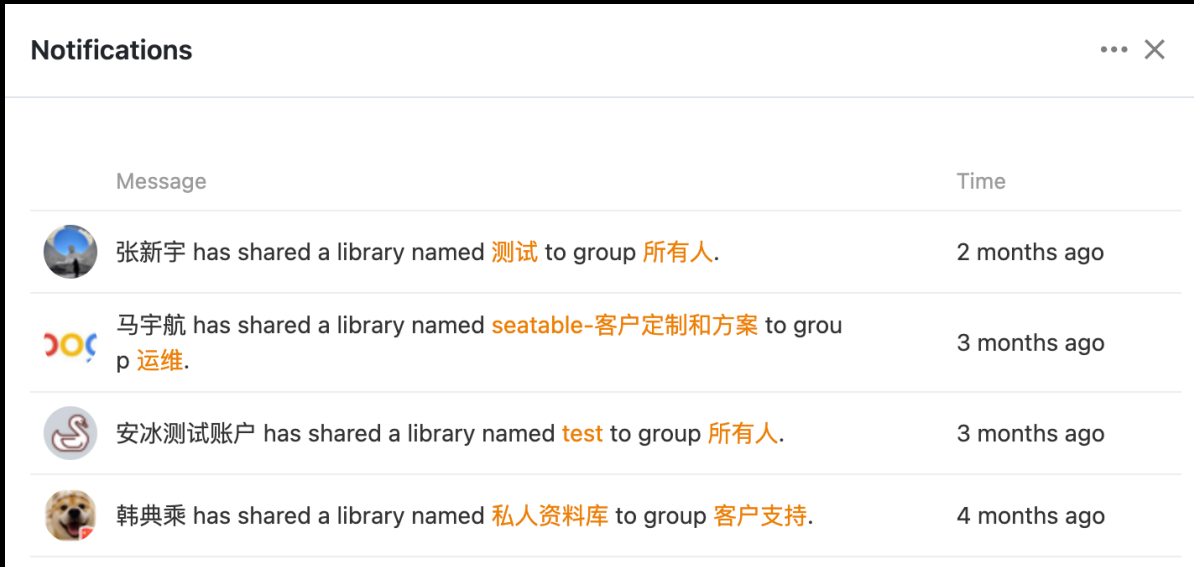 Notifications
Message Time
张新宇 has shared a library named 测试 to group 所有人. 2 months ago
马宇航 has shared a library named seatable-客户定制和方案 to grou
p 运维. 3 months ago
安冰测试账户 has shared a library named test to group 所有人. 3 months ago
韩典乘 has shared a library named 私人资料库 to group 客户支持. 4 months ago